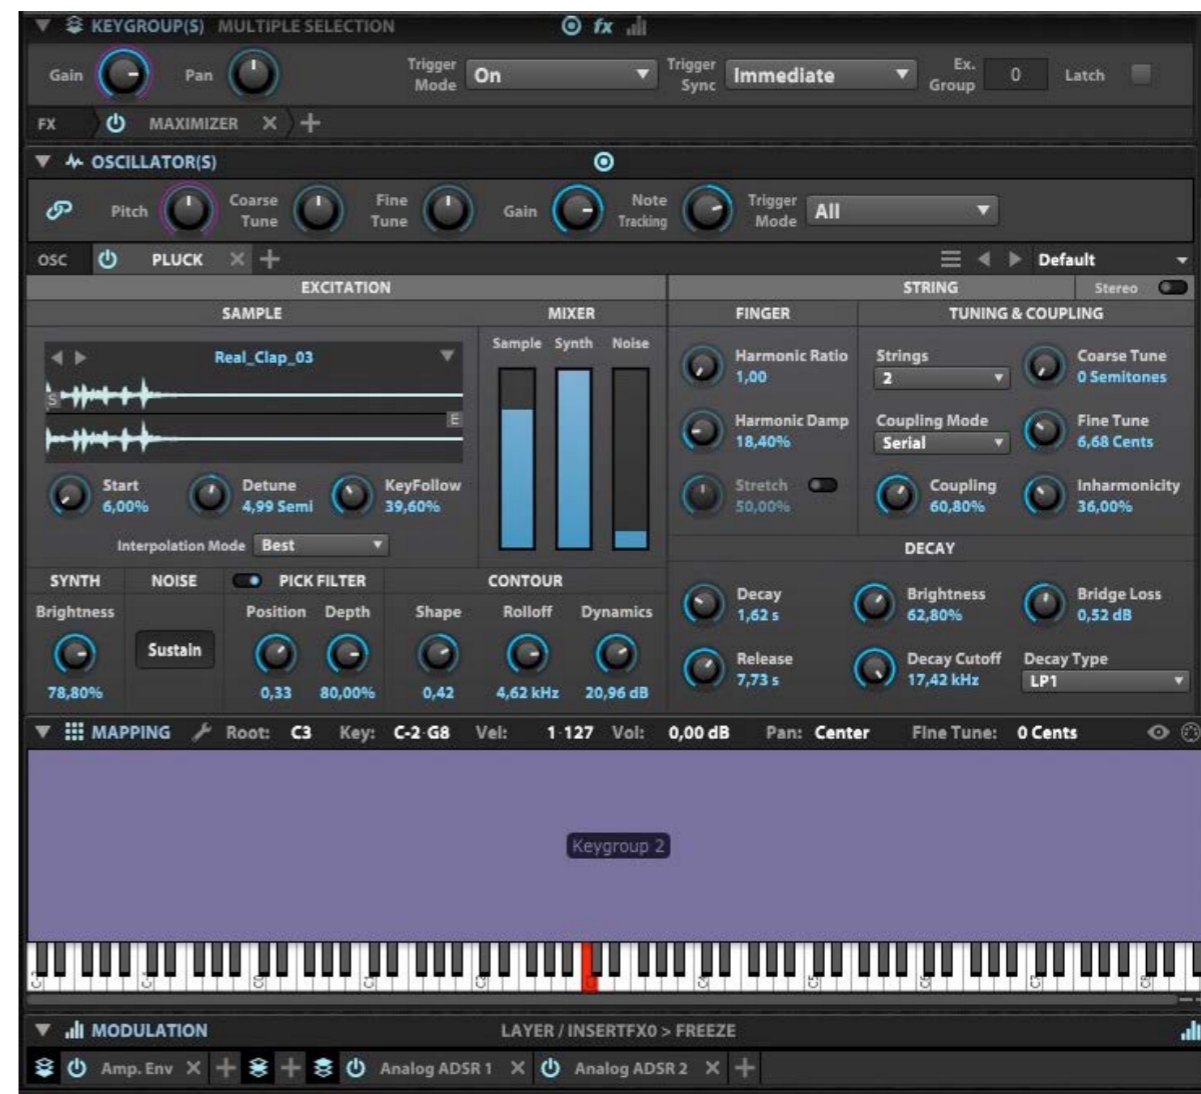 KEYGROUP(S) MULTIPLE SELECTION fx
Gain Pan Trigger Mode On Trigger Sync Immediate Ex. Group 0 Latch
FX MAXIMIZER
OSCILLATOR(S)
Pitch Coarse Tune Fine Tune Gain Note Tracking Trigger Mode All
OSC PLUCK Default
EXCITATION STRING Stereo
SAMPLE MIXER FINGER TUNING & COUPLING
Real_Clap_03
S
E
Sample Synth Noise
Harmonic Ratio
1,00
Strings
2
Coarse Tune
0 Semitones
Harmonic Damp
18,40%
Coupling Mode
Serial
Fine Tune
6,68 Cents
Start
6,00%
Detune
4,99 Semi
KeyFollow
39,60%
Stretch
50,00%
Coupling
60,80%
Inharmonicity
36,00%
Interpolation Mode Best
DECAY
SYNTH NOISE PICK FILTER CONTOUR
Brightness Position Depth Shape Rolloff Dynamics
Sustain
78,80% 0,33 80,00% 0,42 4,62 kHz 20,96 dB
Decay
1,62 s
Brightness
62,80%
Bridge Loss
0,52 dB
Release
7,73 s
Decay Cutoff
17,42 kHz
Decay Type
LP1
MAPPING Root: C3 Key: C-2-G8 Vel: 1-127 Vol: 0,00 dB Pan: Center Fine Tune: 0 Cents
Keygroup 2
MODULATION LAYER / INSERTFX0 > FREEZE
Amp. Env Analog ADSR 1 Analog ADSR 2